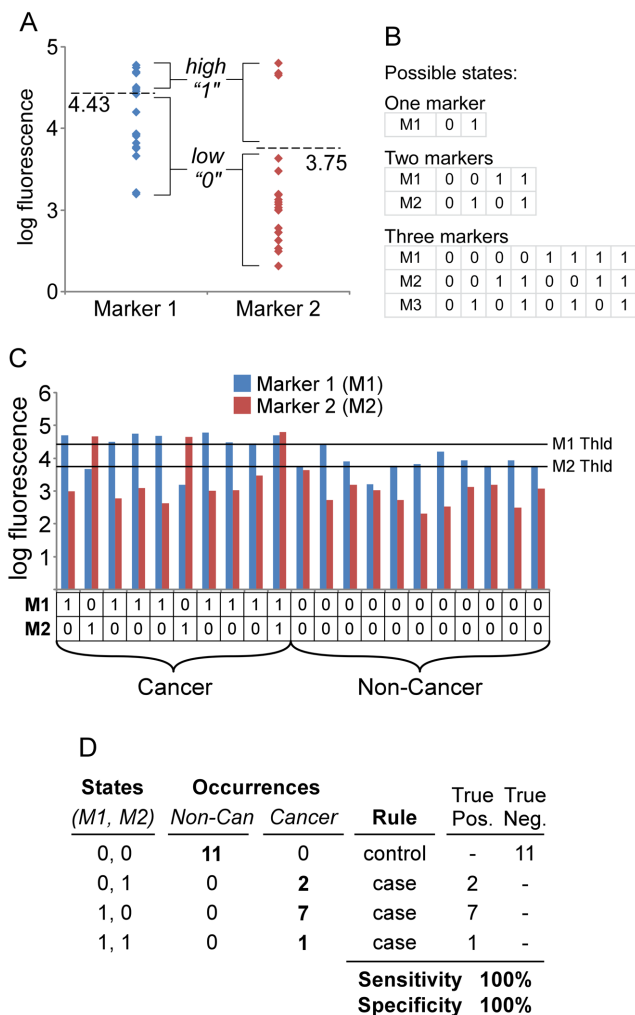 A
log fluorescence
5
4
3
0
4.43
high
“1"
low
“0"
3.75
Marker 1
Marker 2
B
Possible states:
One marker
M1 0 1
Two markers
M1 0 0 1 1
M2 0 1 0 1
Three markers
M1 0 0 0 0 1 1 1 1
M2 0 0 1 1 0 0 1 1
M3 0 1 0 1 0 1 0 1
C
Marker 1 (M1)
Marker 2 (M2)
log fluorescence
6
5
4
3
2
1
M1 Thld
M2 Thld
M1 1 0 1 1 1 0 1 1 1 1 0 0 0 0 0 0 0 0 0 0 0
M2 0 1 0 0 0 1 0 0 0 1 0 0 0 0 0 0 0 0 0 0 0
Cancer
Non-Cancer
D
States Occurrences True True
(M1, M2) Non-Can Cancer Rule Pos. Neg.
0, 0 11 0 control - 11
0, 1 0 2 case 2 -
1, 0 0 7 case 7 -
1, 1 0 1 case 1 -
Sensitivity 100%
Specificity 100%